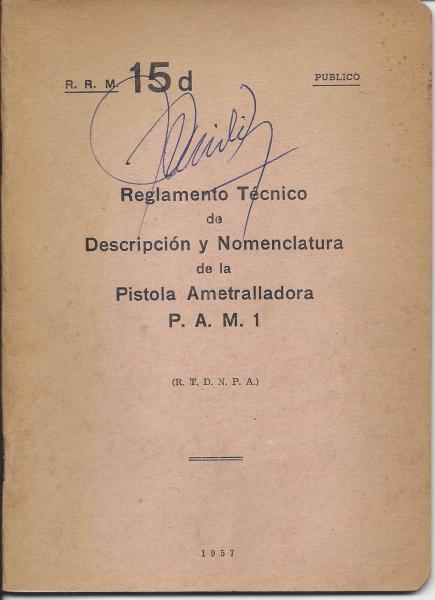 R. R. M. 15 d
PUBLICO
Reglamento Técnico
de
Descripción y Nomenclatura
de la
Pistola Ametralladora
P. A. M. 1
(R. T. D. N. P. A.)
1957